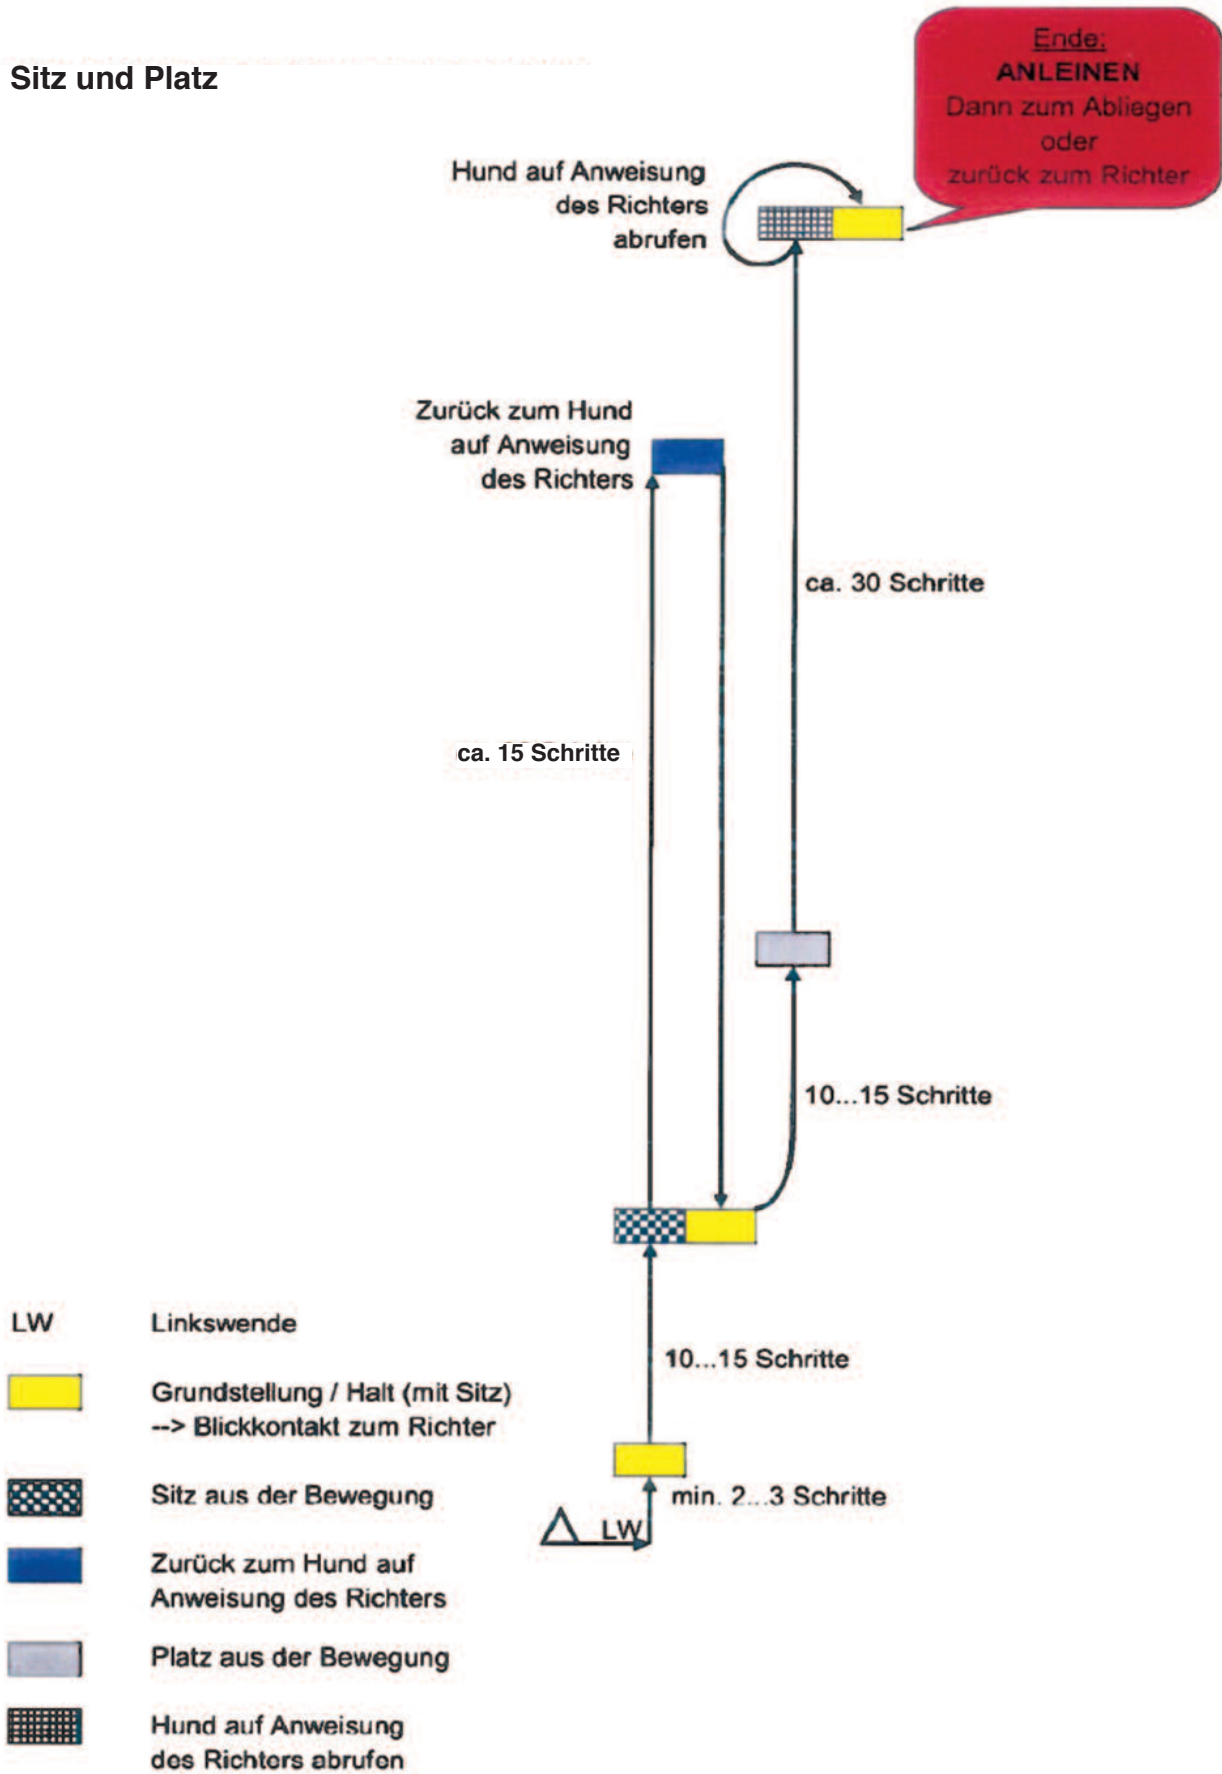 Sitz und Platz
Ende:
ANLEINEN
Dann zum Abliegen
oder
zurück zum Richter
Hund auf Anweisung
des Richters
abrufen
Zurück zum Hund
auf Anweisung
des Richters
ca. 30 Schritte
ca. 15 Schritte
10...15 Schritte
10...15 Schritte
min. 2...3 Schritte
LW
LW Linkswende
Grundstellung / Halt (mit Sitz)
--> Blickkontakt zum Richter
Sitz aus der Bewegung
Zurück zum Hund auf
Anweisung des Richters
Platz aus der Bewegung
Hund auf Anweisung
des Richters abrufen